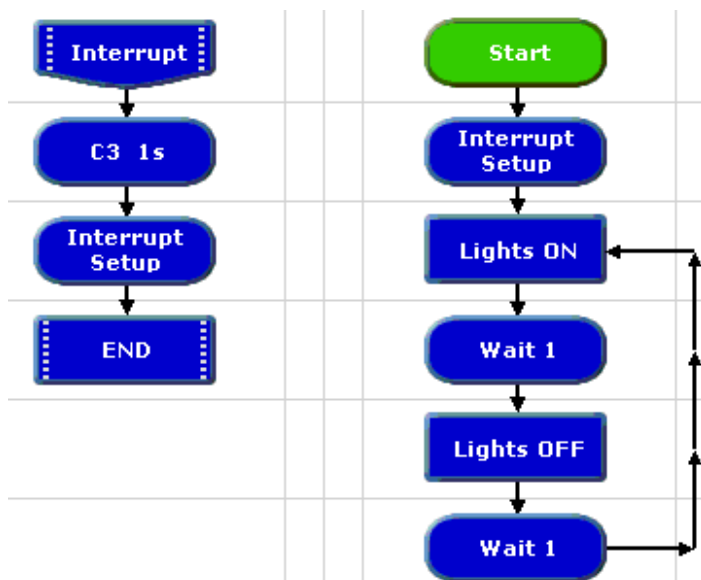 Interrupt
C3 1s
Interrupt
Setup
END
Start
Interrupt
Setup
Lights ON
Wait 1
Lights OFF
Wait 1